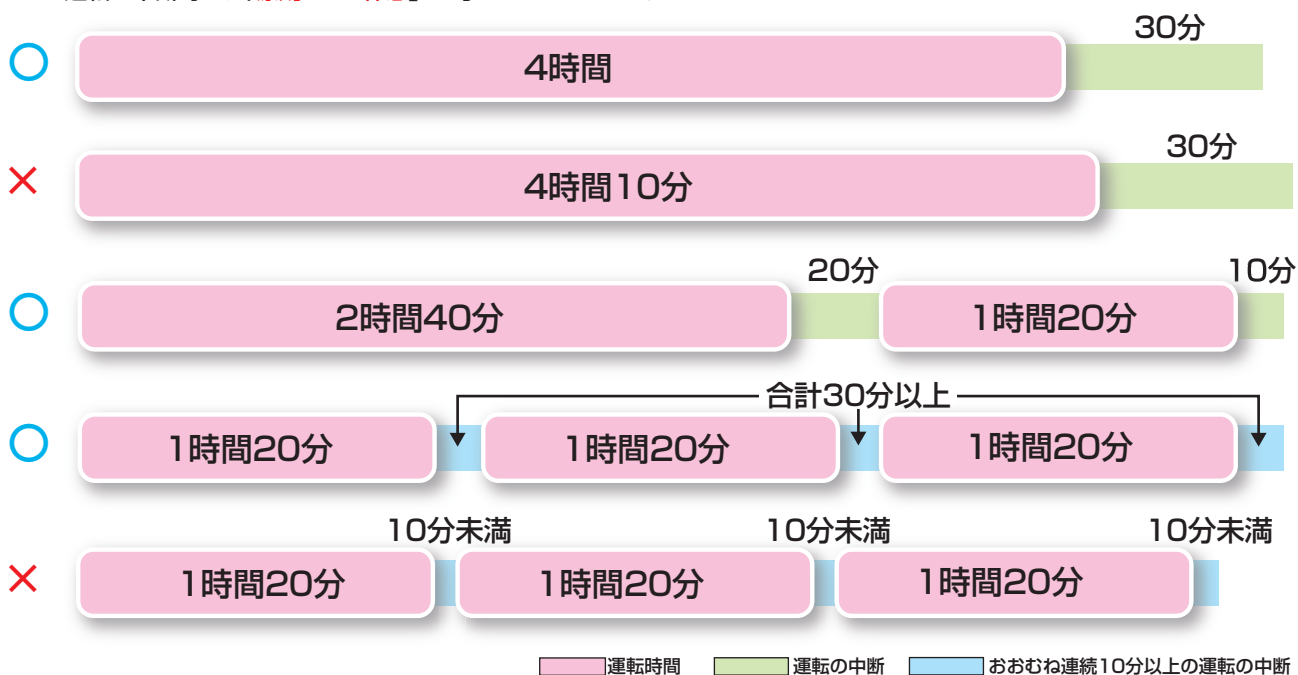 30分
○ 4時間
30分
× 4時間10分
20分 10分
○ 2時間40分 1時間20分
合計30分以上
○ 1時間20分 1時間20分 1時間20分
10分未満 10分未満 10分未満
× 1時間20分 1時間20分 1時間20分
運転時間 運転の中断 おおむね連続10分以上の運転の中断